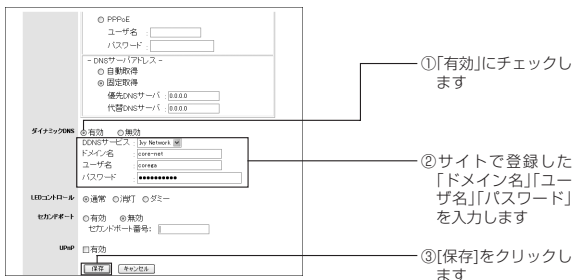 PPPoE
ユーザ名 :
パスワード :
- DNSサーバアドレス -
自動取得
固定取得
優先DNSサーバ : 0.0.0.0
代替DNSサーバ : 0.0.0.0
ダイナミックDNS 有効 無効
DDNSサービス : Ivy Network
ドメイン名 : core-net
ユーザ名 : corega
パスワード : ●●●●●●●●●●
LEDコントロール 通常 消灯 ダミー
セカンドポート 有効 無効
セカンドポート番号:
UPnP 有効
保存 キャンセル
①「有効」にチェックし
ます
②サイトで登録した
「ドメイン名」「ユー
ザ名」「パスワード」
を入力します
③[保存]をクリックし
ます